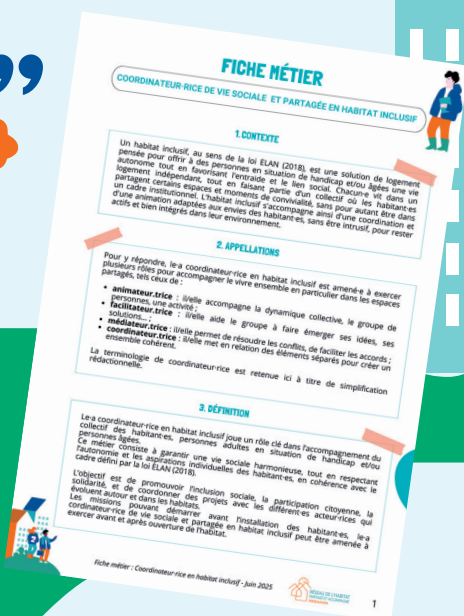 ”
FICHE MÉTIER
COORDINATEUR·RICE DE VIE SOCIALE ET PARTAGÉE EN HABITAT INCLUSIF
1. CONTEXTE
Un habitat inclusif, au sens de la loi ELAN (2018), est une solution de logement
pensée pour offrir à des personnes en situation de handicap et/ou âgées une vie
autonome tout en favorisant l'entraide et le lien social. Chacun·e vit dans un
logement indépendant, tout en faisant partie d'un collectif où les habitant·es
partagent certains espaces et moments de convivialité, sans pour autant être dans
un cadre institutionnel. L'habitat inclusif s'accompagne ainsi d'une coordination et
d'une animation adaptées aux envies des habitant·es, sans être intrusif, pour rester
actifs et bien intégrés dans leur environnement.
2. APPELLATIONS
Pour y répondre, le·a coordinateur·rice en habitat inclusif est amené·e à exercer
plusieurs rôles pour accompagner le vivre ensemble en particulier dans les espaces
partagés, tels ceux de :
• animateur.trice : il/elle accompagne la dynamique collective, le groupe de
personnes, une activité ;
• facilitateur.trice : il/elle aide le groupe à faire émerger ses idées, ses
solutions... ;
• médiateur.trice : il/elle permet de résoudre les conflits, de faciliter les accords ;
• coordinateur.trice : il/elle met en relation des éléments séparés pour créer un
ensemble cohérent.
La terminologie de coordinateur·rice est retenue ici à titre de simplification
rédactionnelle.
3. DÉFINITION
Le·a coordinateur·rice en habitat inclusif joue un rôle clé dans l'accompagnement du
collectif des habitant·es, personnes adultes en situation de handicap et/ou
personnes âgées.
Ce métier consiste à garantir une vie sociale harmonieuse, tout en respectant
l'autonomie et les aspirations individuelles des habitant·es, en cohérence avec le
cadre défini par la loi ÉLAN (2018).
L'objectif est de promouvoir l'inclusion sociale, la participation citoyenne, la
solidarité, et de coordonner des projets avec les différent·es acteur·rices qui
évoluent autour et dans les habitats.
Les missions pouvant démarrer avant l'installation des habitant·es, le·a
cordinateur·rice de vie sociale et partagée en habitat inclusif peut être amenée à
exercer avant et après ouverture de l'habitat.
Fiche métier : Coordinateur·rice en habitat inclusif - Juin 2025
RÉSEAU DE L'HABITAT
PARTAGÉ ET ACCOMPAGNÉ
1